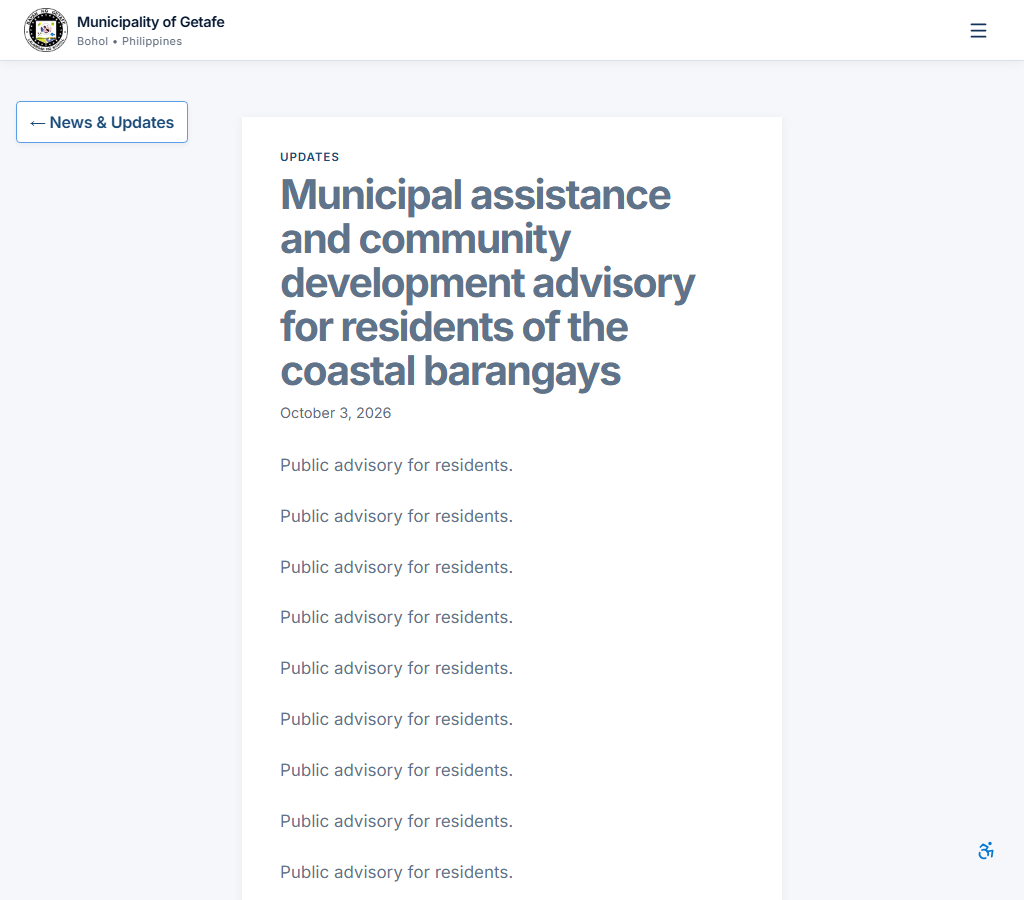 Municipality of Getafe
Bohol • Philippines
← News & Updates
UPDATES
Municipal assistance
and community
development advisory
for residents of the
coastal barangays
October 3, 2026
Public advisory for residents.
Public advisory for residents.
Public advisory for residents.
Public advisory for residents.
Public advisory for residents.
Public advisory for residents.
Public advisory for residents.
Public advisory for residents.
Public advisory for residents.